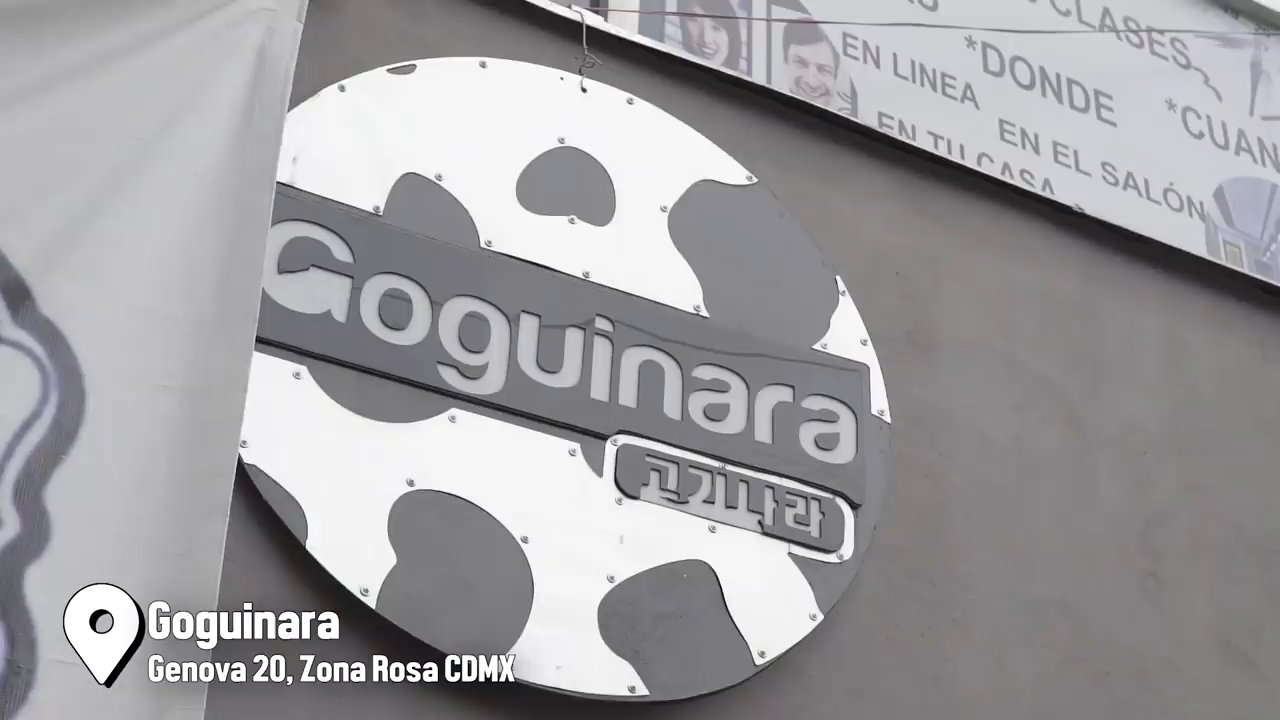 CLASES
EN LINEA
*DONDE
*CUAN
EN TU CASA
EN EL SALÓN
Goguinara
고기나라
Goguinara
Genova 20, Zona Rosa CDMX